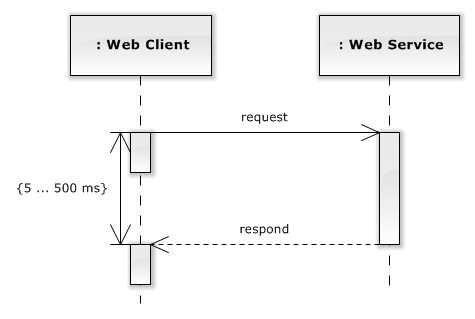 : Web Client
: Web Service
request
{5 ... 500 ms}
respond